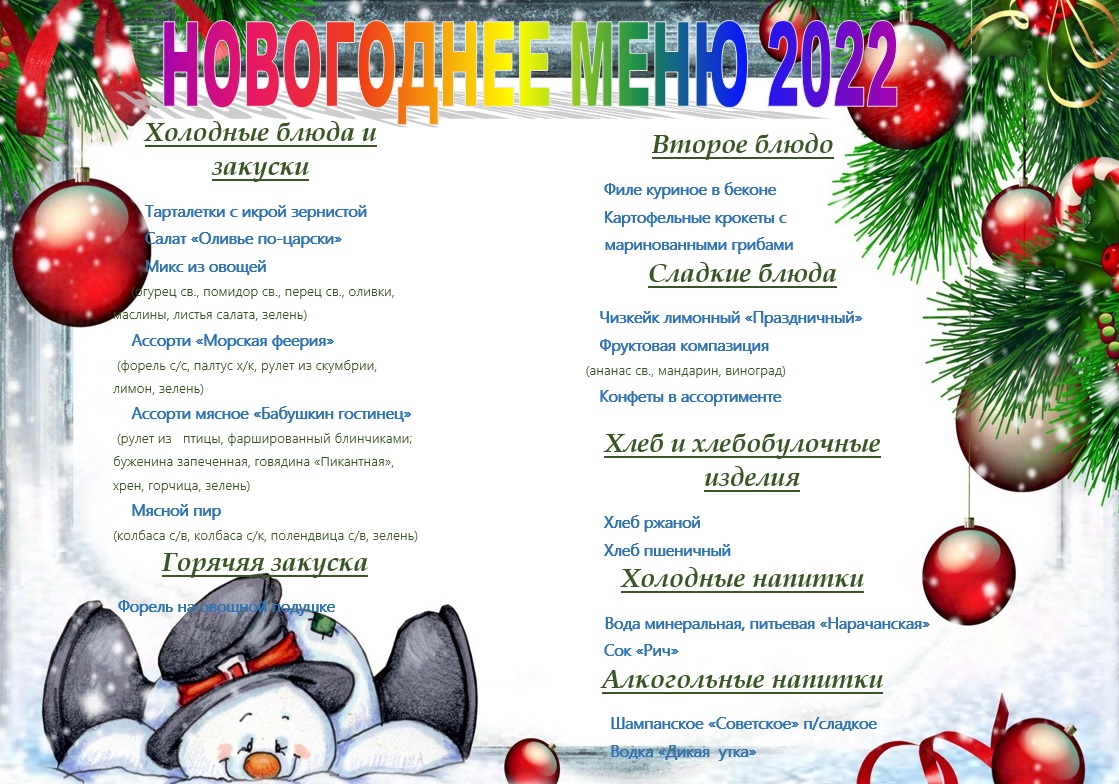 НОВОГОДНЕЕ МЕНЮ 2022
Холодные блюда и
закуски
Тарталетки с икрой зернистой
Салат «Оливье по-царски»
Микс из овощей
(огурец св., помидор св., перец св., оливки,
маслины, листья салата, зелень)
Ассорти «Морская феерия»
(форель с/с, палтус х/к, рулет из скумбрии,
лимон, зелень)
Ассорти мясное «Бабушкин гостинец»
(рулет из птицы, фаршированный блинчиками;
буженина запеченная, говядина «Пикантная»,
хрен, горчица, зелень)
Мясной пир
(колбаса с/в, колбаса с/к, полендвица с/в, зелень)
Горячяя закуска
Форель на овощной подушке
Второе блюдо
Филе куриное в беконе
Картофельные крокеты с
маринованными грибами
Сладкие блюда
Чизкейк лимонный «Праздничный»
Фруктовая компазиция
(ананас св., мандарин, виноград)
Конфеты в ассортименте
Хлеб и хлебобулочные
изделия
Хлеб ржаной
Хлеб пшеничный
Холодные напитки
Вода минеральная, питьевая «Нарачанская»
Сок «Рич»
Алкогольные напитки
Шампанское «Советское» п/сладкое
Водка «Дикая утка»